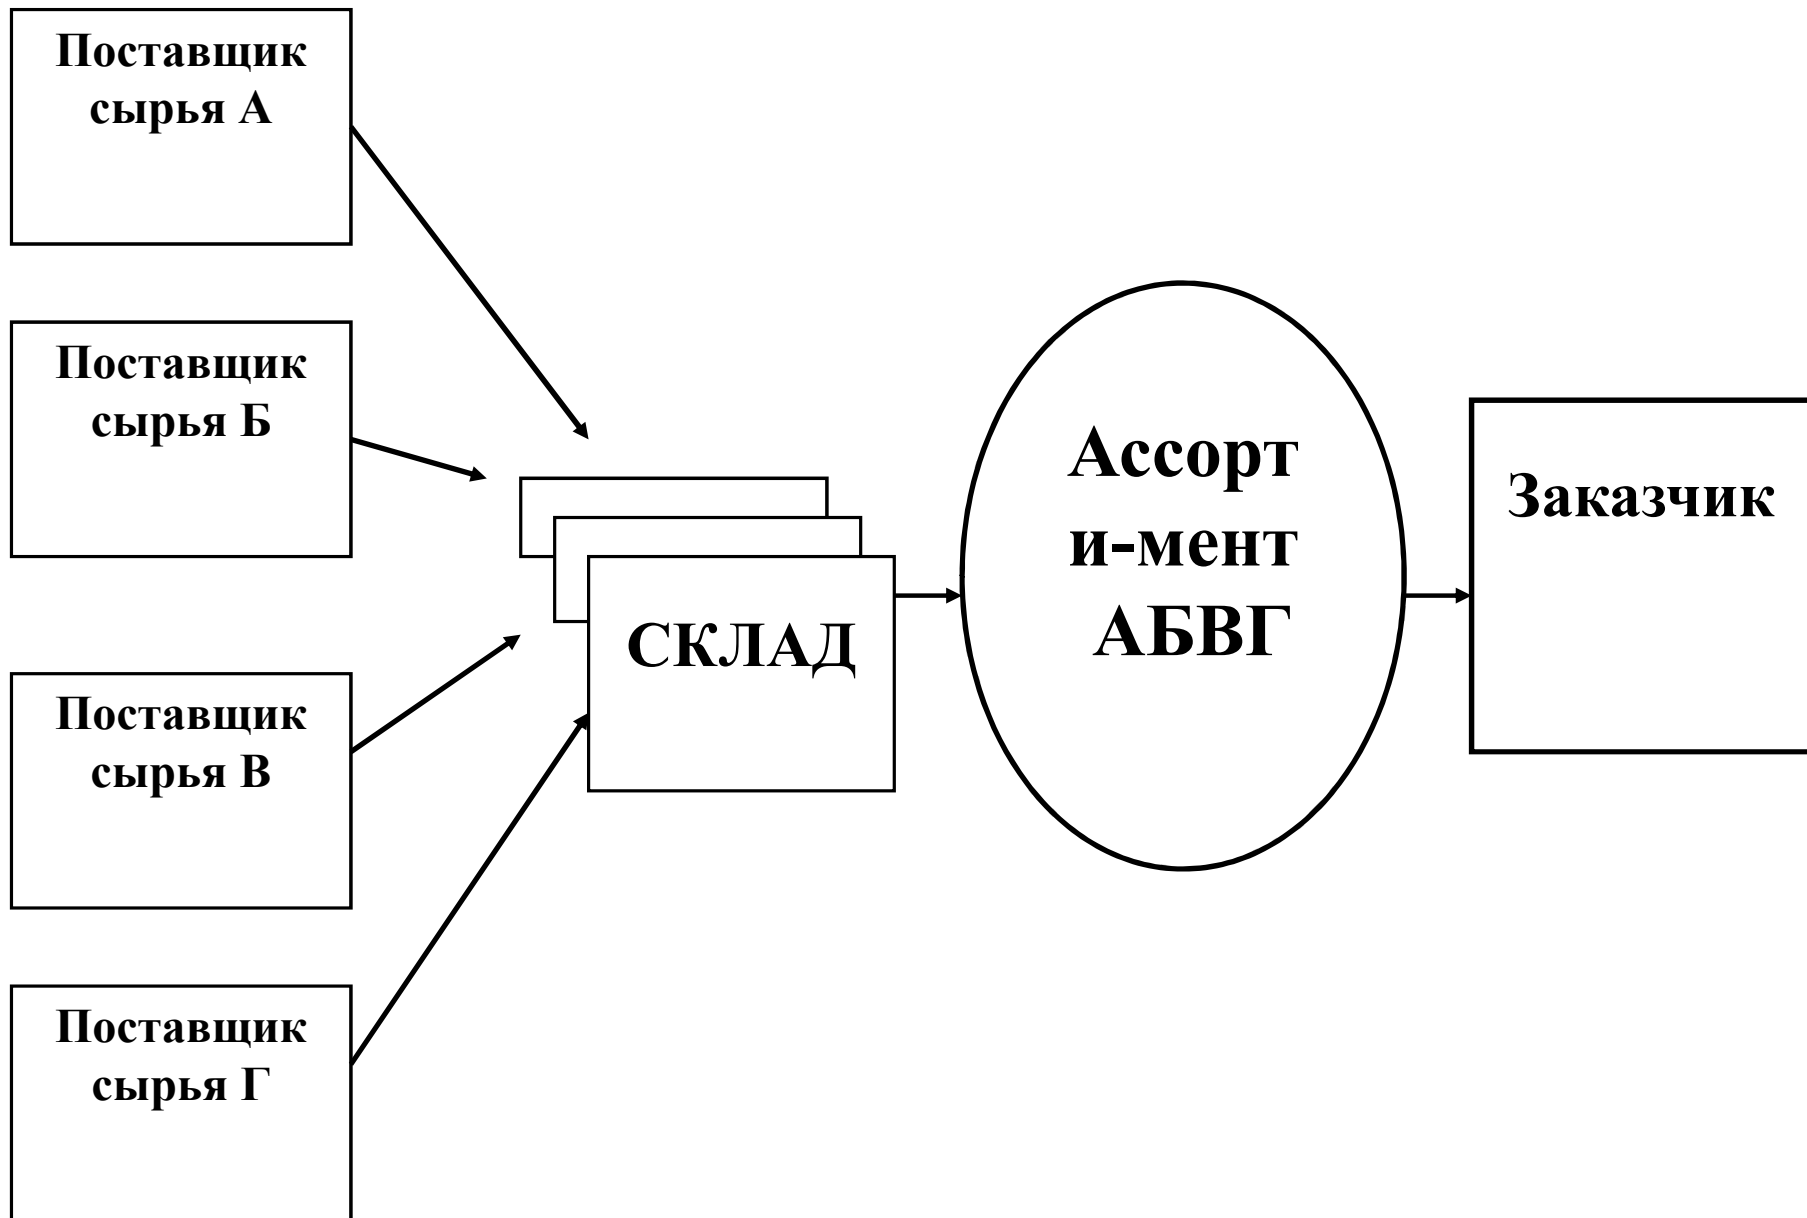 Поставщик
сырья А
Поставщик
сырья Б
Поставщик
сырья В
Поставщик
сырья Г
СКЛАД
Ассорт
и-мент
АБВГ
Заказчик